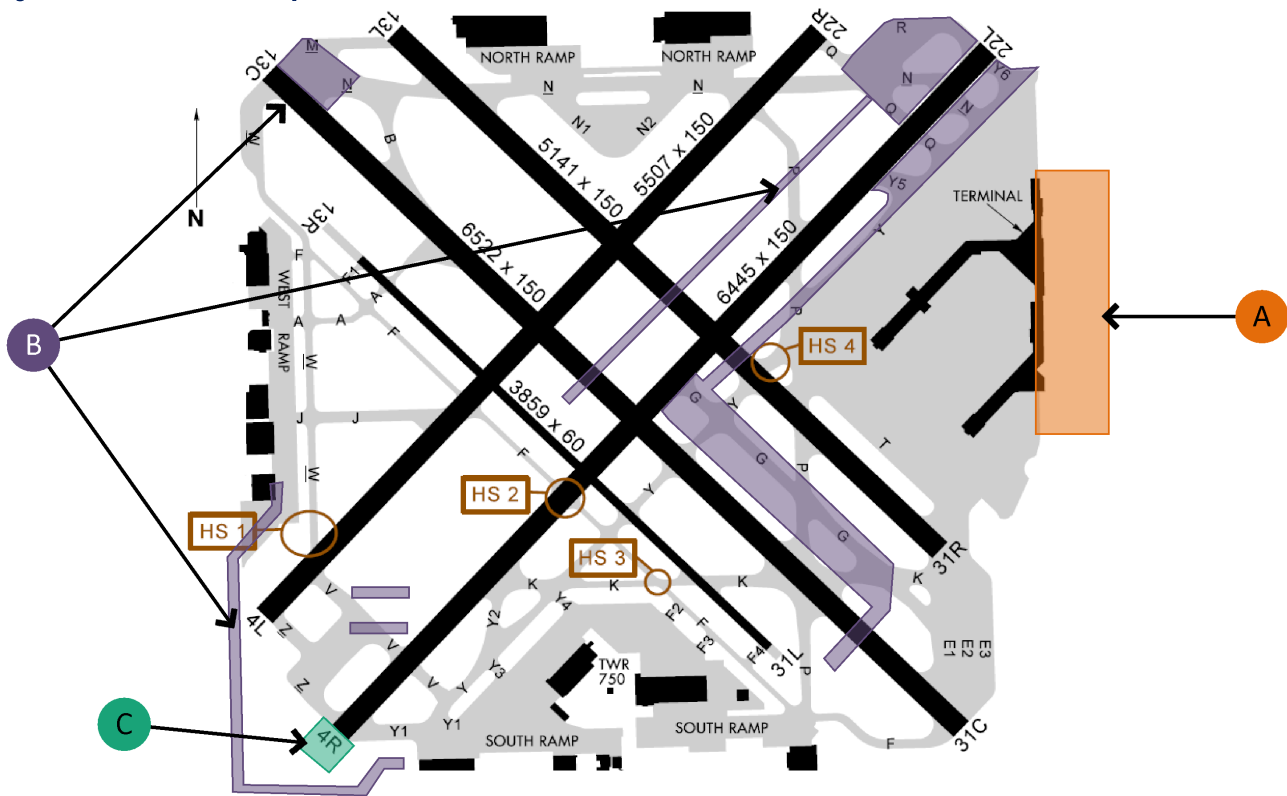 13C
M
N
13L
NORTH RAMP
NORTH RAMP
22R
Q
R
22L
Y6
N
N
N
N
N
Q
Q
N1
N2
B
W
N
5141 x 150
5507 x 150
P
Y5
Y
TERMINAL
13R
F
F1
A
A
A
F
WEST
RAMP
6522 x 150
6445 x 150
P
A
B
HS 4
W
J
J
3859 x 60
G
Y
G
P
T
F
W
HS 2
Y
G
HS 1
HS 3
31R
K
K
K
K
V
4L
Z
Y2
Y4
F2
F
F3
F4
31L
P
E1
E2
E3
V
V
Y
Y3
TWR
750
Z
C
4R
Y1
Y1
SOUTH RAMP
SOUTH RAMP
F
31C